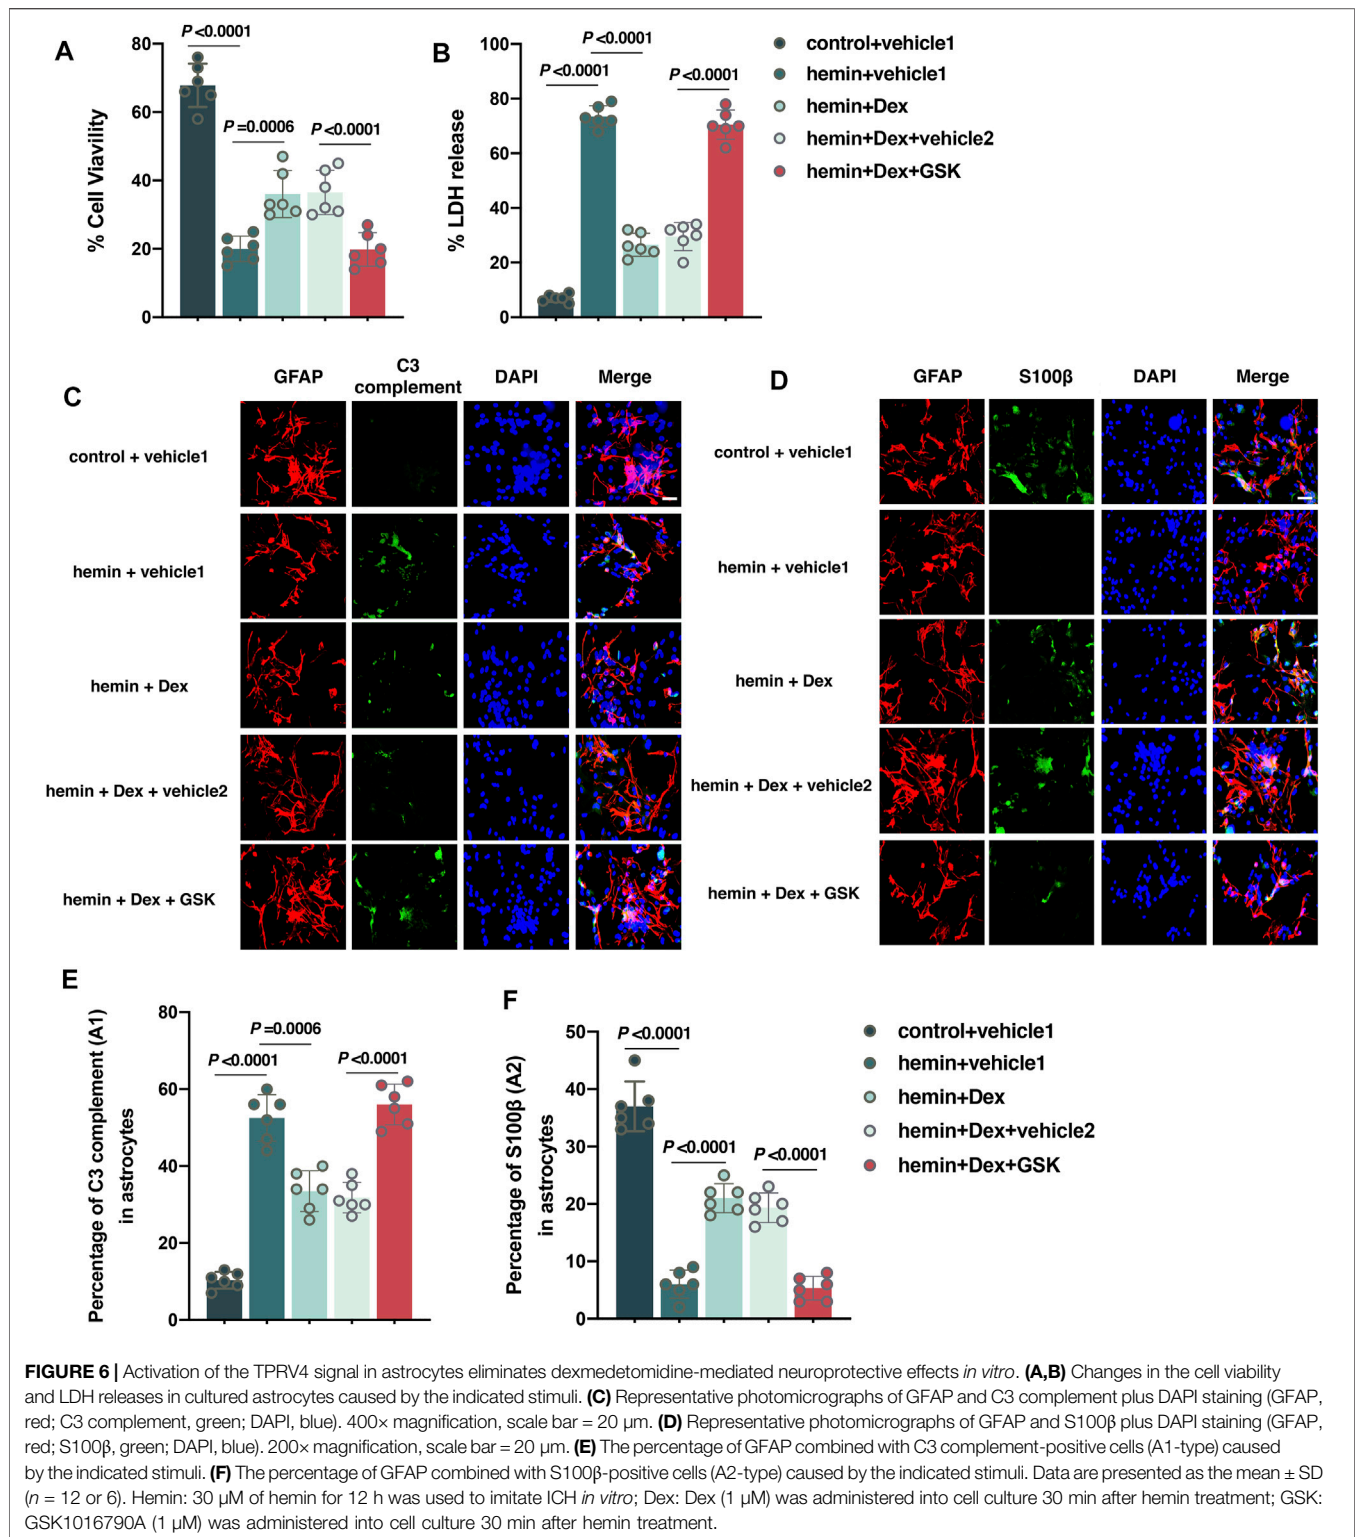 A
% Cell Viavility
80
60
40
20
0
P <0.0001
P =0.0006
P <0.0001
B
% LDH release
100
80
60
40
20
0
P <0.0001
P <0.0001
P <0.0001
control+vehicle1
hemin+vehicle1
hemin+Dex
hemin+Dex+vehicle2
hemin+Dex+GSK
C
GFAP
C3
complement
DAPI
Merge
control + vehicle1
hemin + vehicle1
hemin + Dex
hemin + Dex + vehicle2
hemin + Dex + GSK
D
GFAP
S100β
DAPI
Merge
control + vehicle1
hemin + vehicle1
hemin + Dex
hemin + Dex + vehicle2
hemin + Dex + GSK
E
Percentage of C3 complement (A1)
in astrocytes
80
60
40
20
0
P =0.0006
P <0.0001
P <0.0001
F
Percentage of S100β (A2)
in astrocytes
50
40
30
20
10
0
P <0.0001
P <0.0001
P <0.0001
control+vehicle1
hemin+vehicle1
hemin+Dex
hemin+Dex+vehicle2
hemin+Dex+GSK
FIGURE 6 | Activation of the TPRV4 signal in astrocytes eliminates dexmedetomidine-mediated neuroprotective effects in vitro. (A,B) Changes in the cell viability
and LDH releases in cultured astrocytes caused by the indicated stimuli. (C) Representative photomicrographs of GFAP and C3 complement plus DAPI staining (GFAP,
red; C3 complement, green; DAPI, blue). 400× magnification, scale bar = 20 μm. (D) Representative photomicrographs of GFAP and S100β plus DAPI staining (GFAP,
red; S100β, green; DAPI, blue). 200× magnification, scale bar = 20 μm. (E) The percentage of GFAP combined with C3 complement-positive cells (A1-type) caused
by the indicated stimuli. (F) The percentage of GFAP combined with S100β-positive cells (A2-type) caused by the indicated stimuli. Data are presented as the mean ± SD
(n = 12 or 6). Hemin: 30 μM of hemin for 12 h was used to imitate ICH in vitro; Dex: Dex (1 μM) was administered into cell culture 30 min after hemin treatment; GSK:
GSK1016790A (1 μM) was administered into cell culture 30 min after hemin treatment.